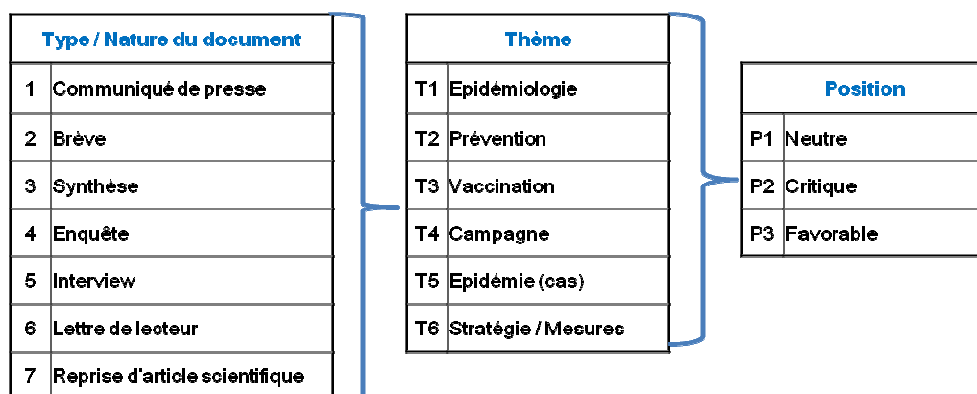 Type / Nature du document
1 Communiqué de presse
2 Brève
3 Synthèse
4 Enquête
5 Interview
6 Lettre de lecteur
7 Reprise d'article scientifique
Thème
T1 Epidémiologie
T2 Prévention
T3 Vaccination
T4 Campagne
T5 Epidémie (cas)
T6 Stratégie / Mesures
Position
P1 Neutre
P2 Critique
P3 Favorable